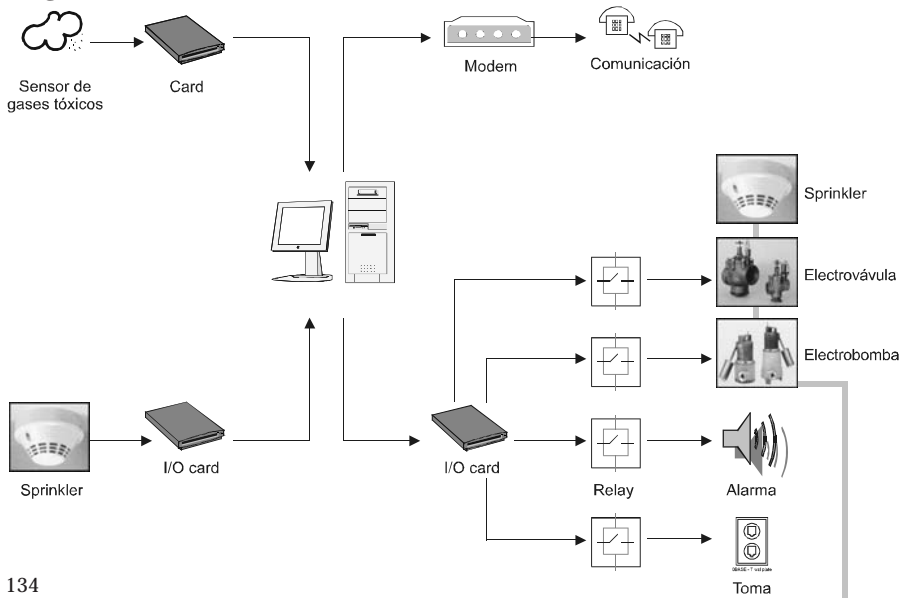 Sensor de
gases tóxicos
Card
Modem
Comunicación
Sprinkler
Electrovávula
Electrobomba
Sprinkler
I/O card
I/O card
Relay
Alarma
Toma
134